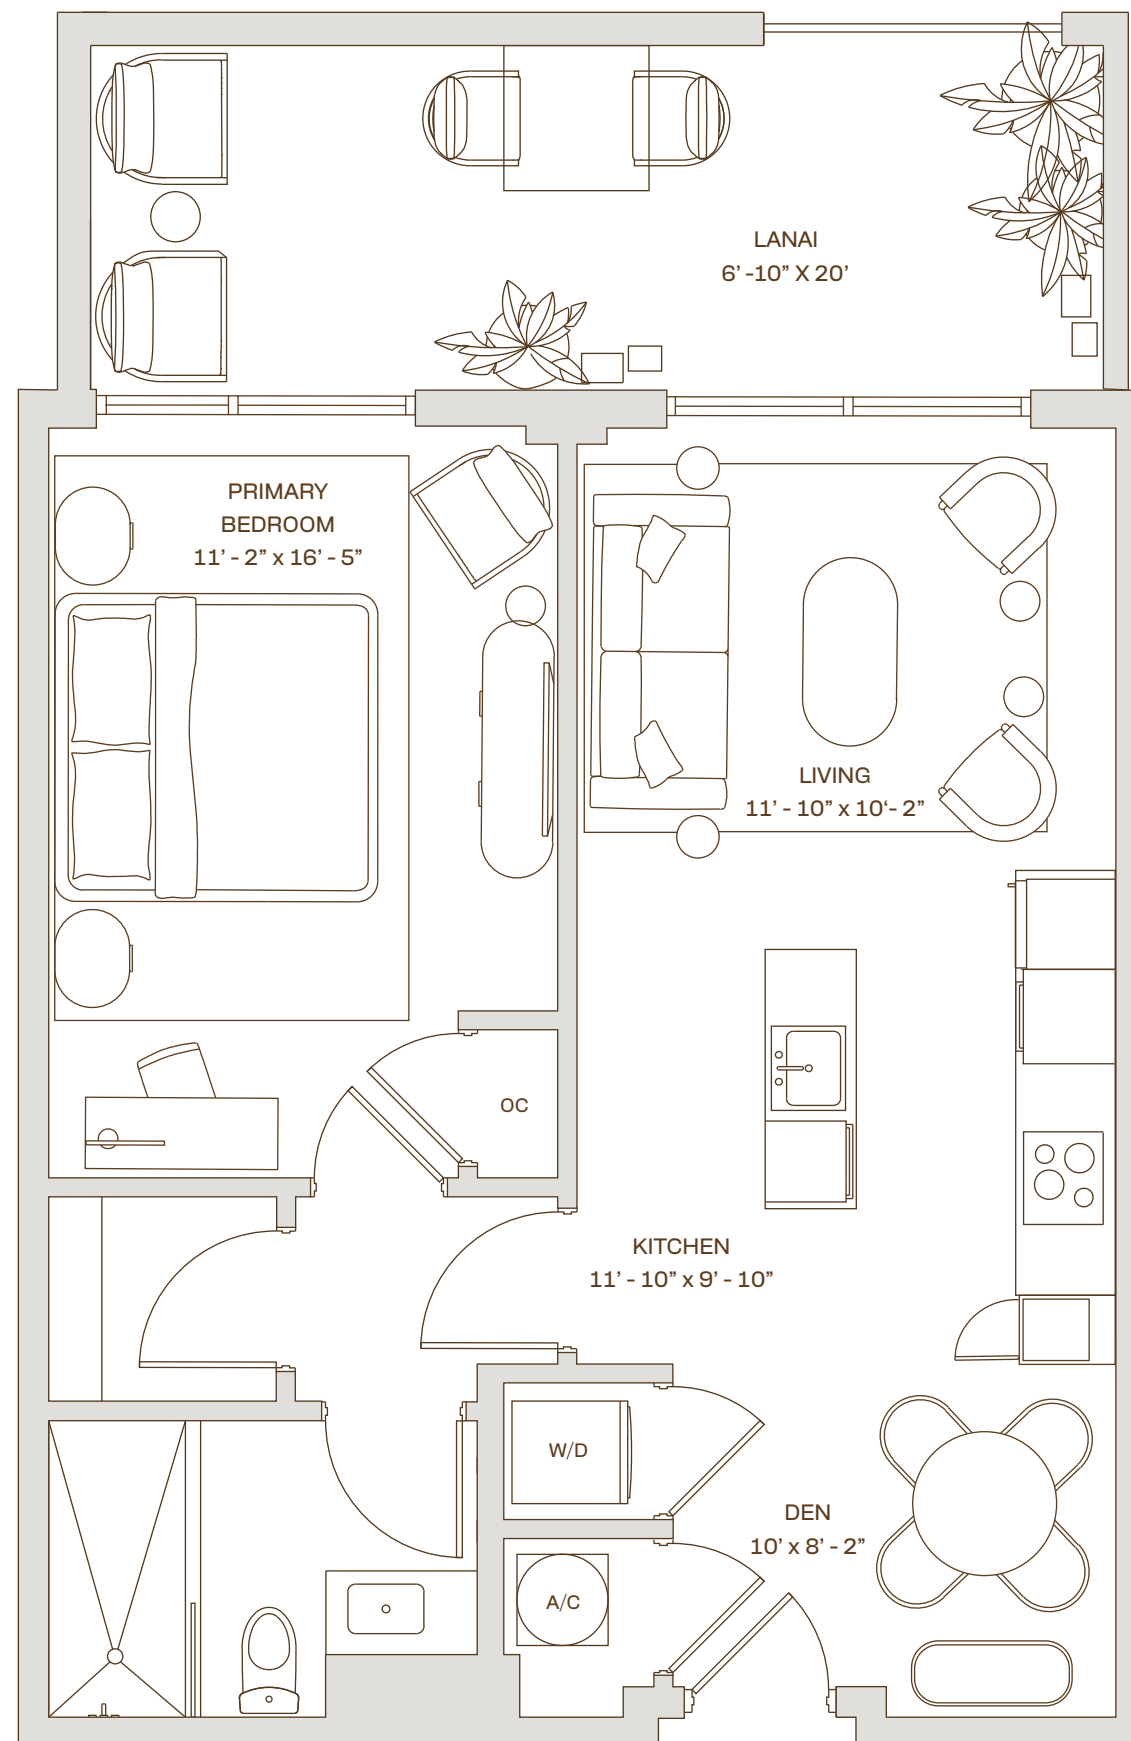 LANAI
6’ -10” X 20’
PRIMARY
BEDROOM
11’ - 2” x 16’ - 5”
LIVING
11’ - 10” x 10‘- 2”
OC
KITCHEN
11’ - 10” x 9’ - 10”
W/D
DEN
10’ x 8’ - 2”
A/C